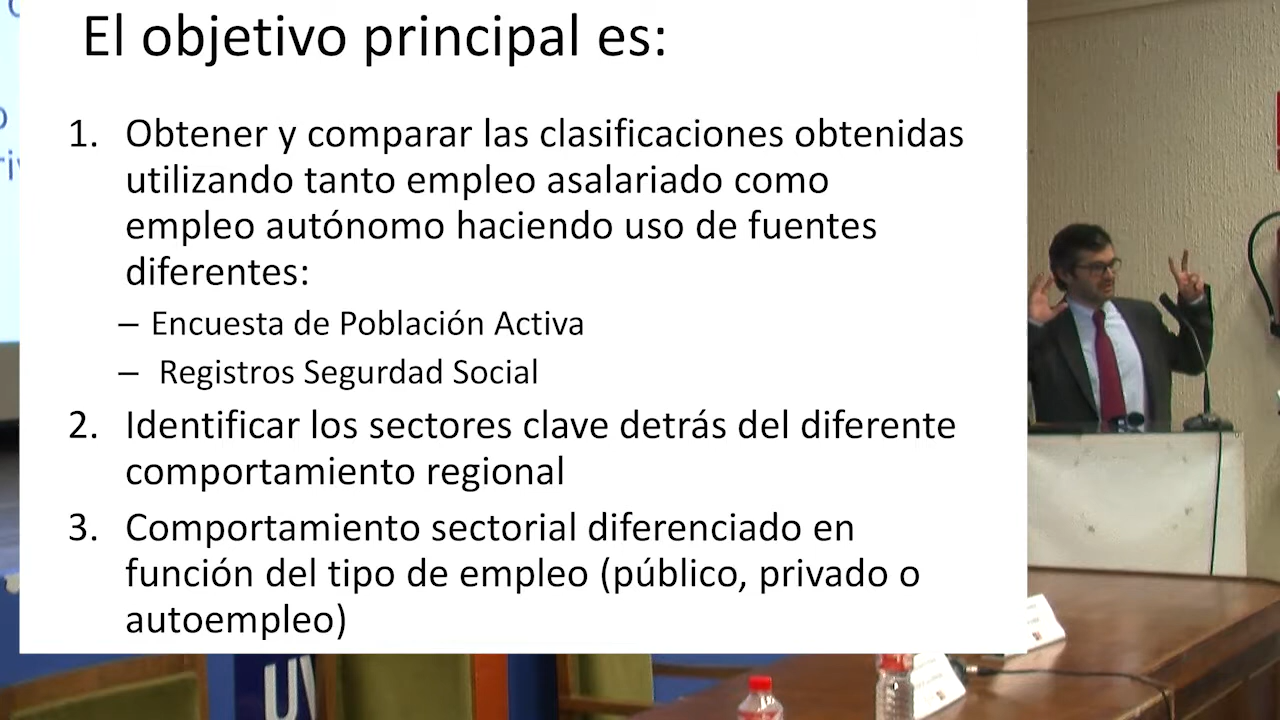 El objetivo principal es:
1. Obtener y comparar las clasificaciones obtenidas
utilizando tanto empleo asalariado como
empleo autónomo haciendo uso de fuentes
diferentes:
– Encuesta de Población Activa
– Registros Segurdad Social
2. Identificar los sectores clave detrás del diferente
comportamiento regional
3. Comportamiento sectorial diferenciado en
función del tipo de empleo (público, privado o
autoempleo)